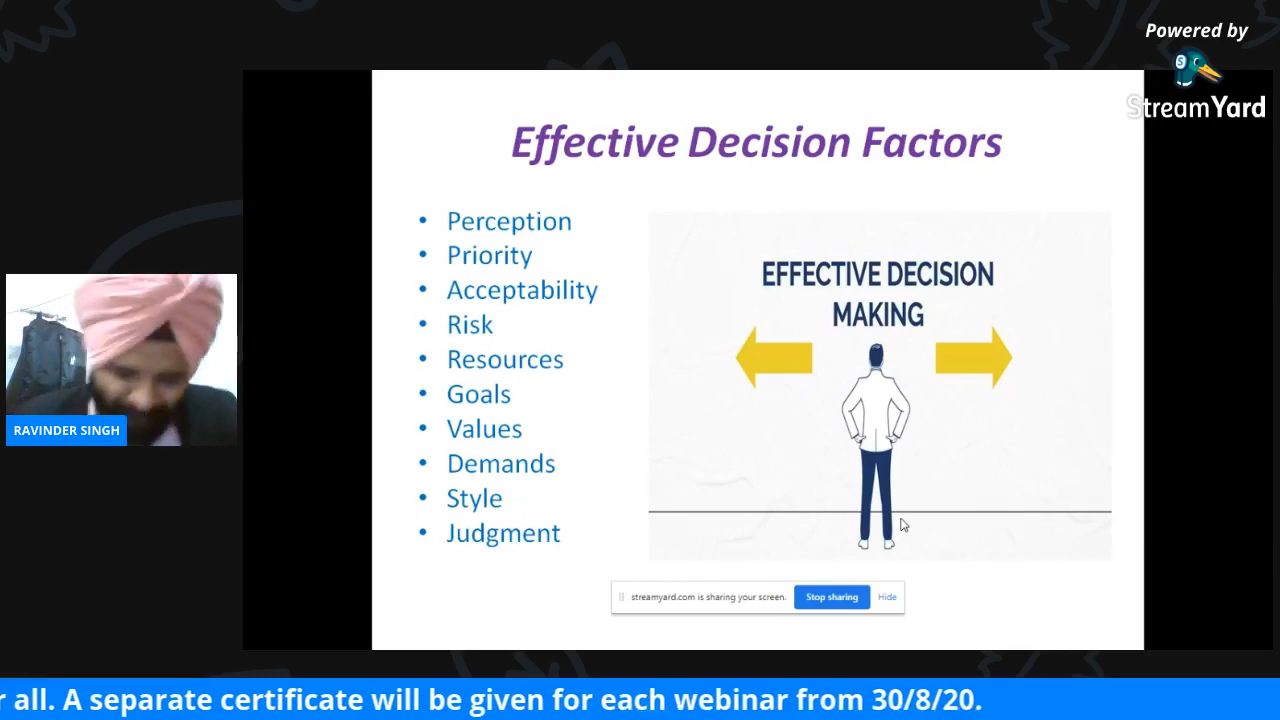 Powered by
StreamYard
Effective Decision Factors
• Perception
• Priority
• Acceptability
• Risk
• Resources
• Goals
• Values
• Demands
• Style
• Judgment
EFFECTIVE DECISION
MAKING
RAVINDER SINGH
streamyard.com is sharing your screen. Stop sharing Hide
r all. A separate certificate will be given for each webinar from 30/8/20.